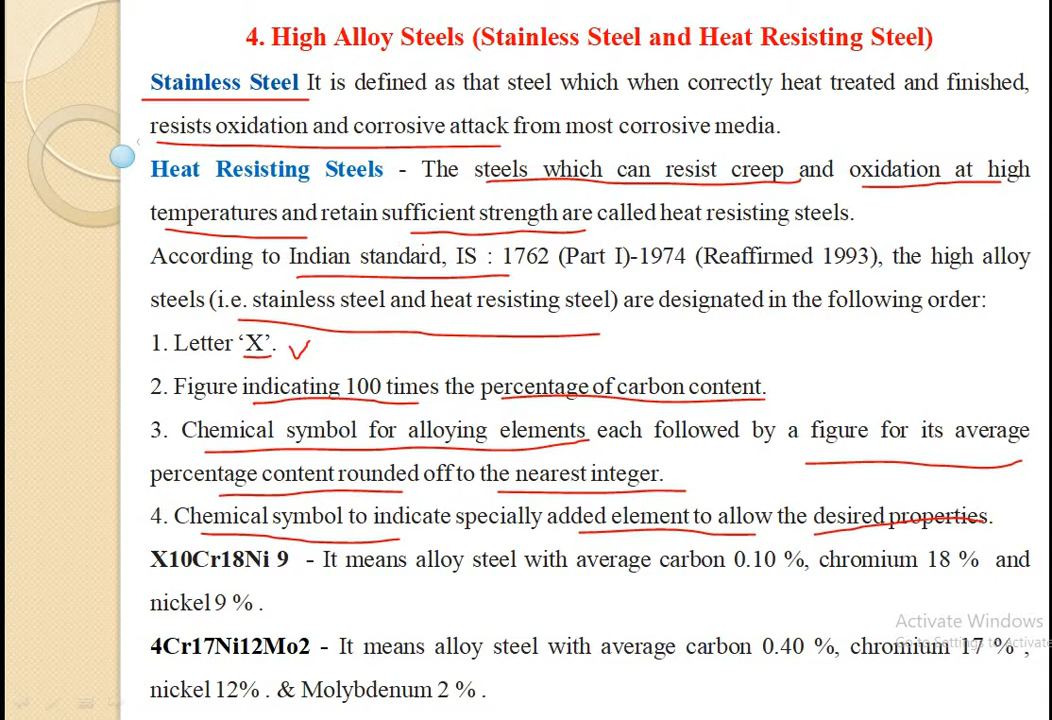 4. High Alloy Steels (Stainless Steel and Heat Resisting Steel)
Stainless Steel It is defined as that steel which when correctly heat treated and finished,
resists oxidation and corrosive attack from most corrosive media.
Heat Resisting Steels - The steels which can resist creep and oxidation at high
temperatures and retain sufficient strength are called heat resisting steels.
According to Indian standard, IS : 1762 (Part I)-1974 (Reaffirmed 1993), the high alloy
steels (i.e. stainless steel and heat resisting steel) are designated in the following order:
1. Letter ‘X’.
2. Figure indicating 100 times the percentage of carbon content.
3. Chemical symbol for alloying elements each followed by a figure for its average
percentage content rounded off to the nearest integer.
4. Chemical symbol to indicate specially added element to allow the desired properties.
X10Cr18Ni 9 - It means alloy steel with average carbon 0.10 %, chromium 18 % and
nickel 9 % .
4Cr17Ni12Mo2 - It means alloy steel with average carbon 0.40 %, chromium 17 % ,
nickel 12% . & Molybdenum 2 % .
Activate Windows
Go to Settings to activate